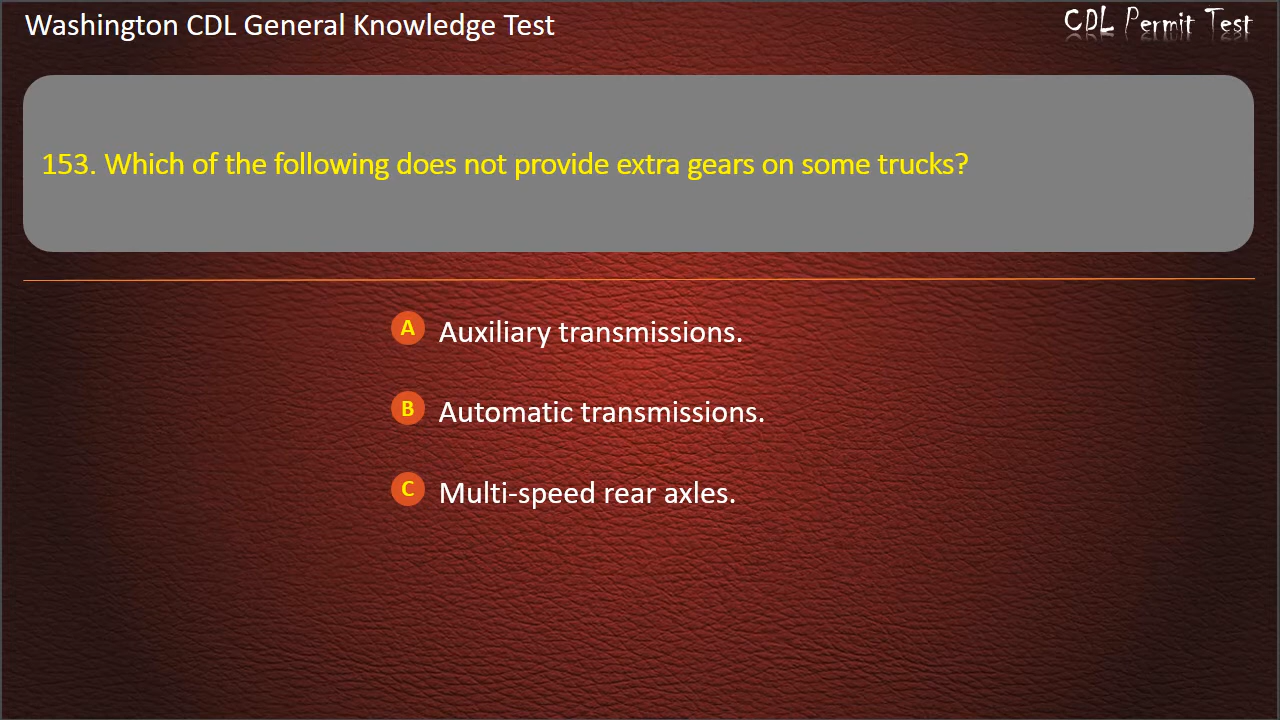 Washington CDL General Knowledge Test
CDL Permit Test
153. Which of the following does not provide extra gears on some trucks?
A Auxiliary transmissions.
B Automatic transmissions.
C Multi-speed rear axles.